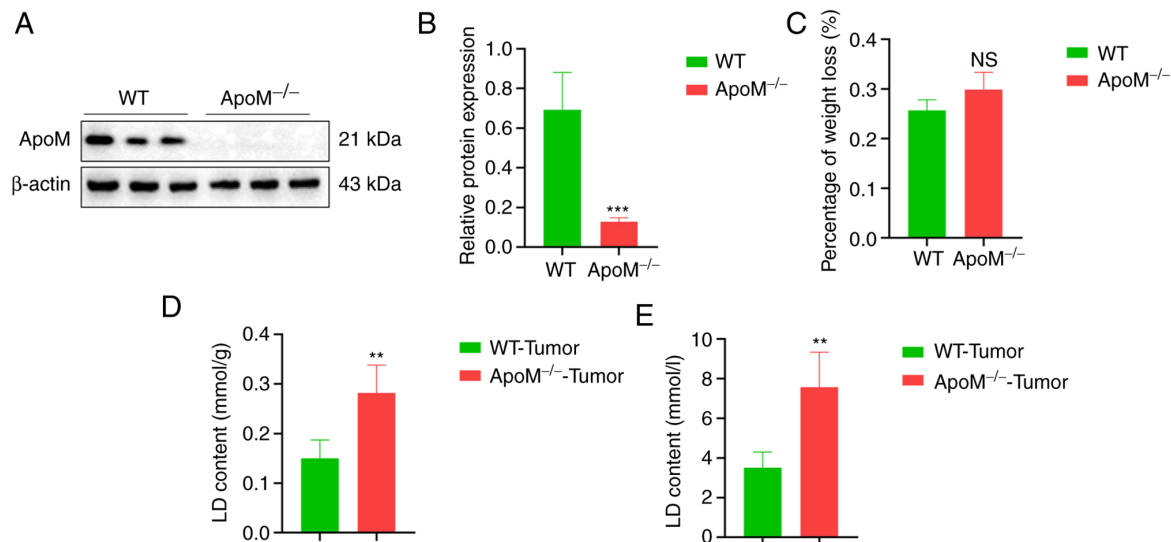 A
WT ApoM−/−
ApoM 21 kDa
β-actin 43 kDa
B
Relative protein expression
1.0
0.8
0.6
0.4
0.2
0.0
***
WT ApoM−/−
WT
ApoM−/−
C
Percentage of weight loss (%)
0.4
0.3
0.2
0.1
0.0
NS
WT ApoM−/−
WT
ApoM−/−
D
LD content (mmol/g)
0.4
0.3
0.2
0.1
0.0
**
WT-Tumor
ApoM−/−-Tumor
E
LD content (mmol/l)
10
8
6
4
2
0
**
WT-Tumor
ApoM−/−-Tumor